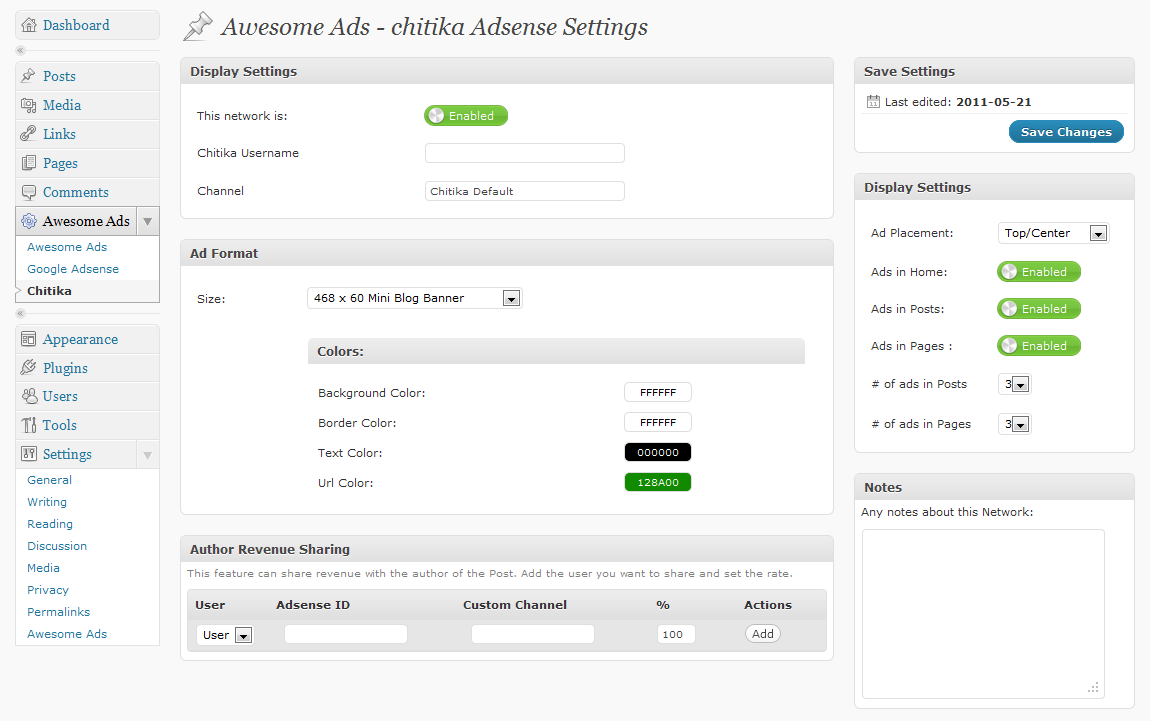 Dashboard
Posts
Media
Links
Pages
Comments
Awesome Ads
Awesome Ads
Google Adsense
Chitika
Appearance
Plugins
Users
Tools
Settings
General
Writing
Reading
Discussion
Media
Privacy
Permalinks
Awesome Ads
Awesome Ads - chitika Adsense Settings
Display Settings
This network is: Enabled
Chitika Username
Channel Chitika Default
Ad Format
Size: 468 x 60 Mini Blog Banner
Colors:
Background Color: FFFFFF
Border Color: FFFFFF
Text Color: 000000
Url Color: 128A00
Author Revenue Sharing
This feature can share revenue with the author of the Post. Add the user you want to share and set the rate.
User Adsense ID Custom Channel % Actions
User 100 Add
Save Settings
11 Last edited: 2011-05-21
Save Changes
Display Settings
Ad Placement: Top/Center
Ads in Home: Enabled
Ads in Posts: Enabled
Ads in Pages : Enabled
# of ads in Posts 3
# of ads in Pages 3
Notes
Any notes about this Network: